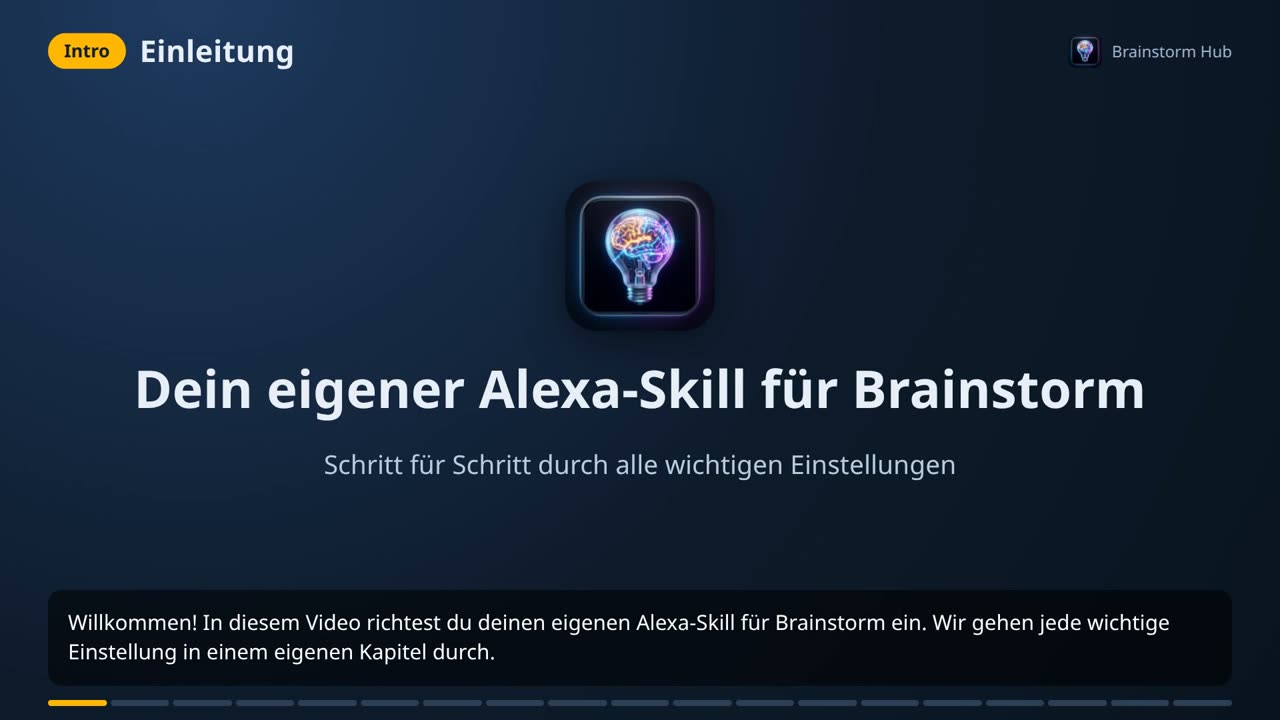 Intro
Einleitung
Brainstorm Hub
Dein eigener Alexa-Skill für Brainstorm
Schritt für Schritt durch alle wichtigen Einstellungen
Willkommen! In diesem Video richtest du deinen eigenen Alexa-Skill für Brainstorm ein. Wir gehen jede wichtige
Einstellung in einem eigenen Kapitel durch.